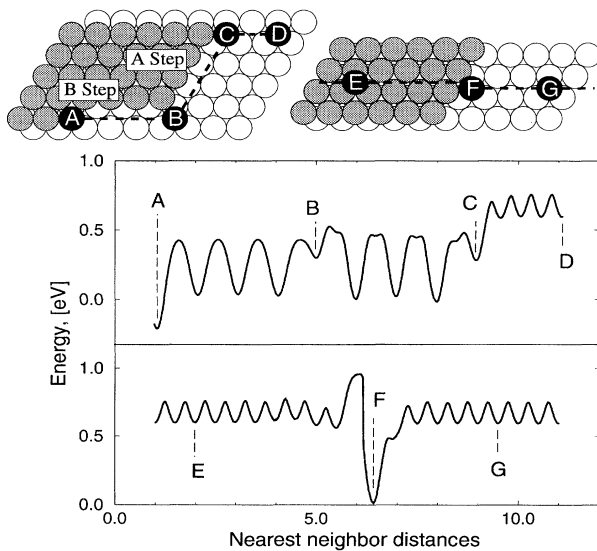 C D
A Step
B Step
A B
E F G
1.0
A
B
C
0.5
D
0.0
Energy, [eV]
1.0
F
0.5
E
G
0.0
0.0 5.0 10.0
Nearest neighbor distances